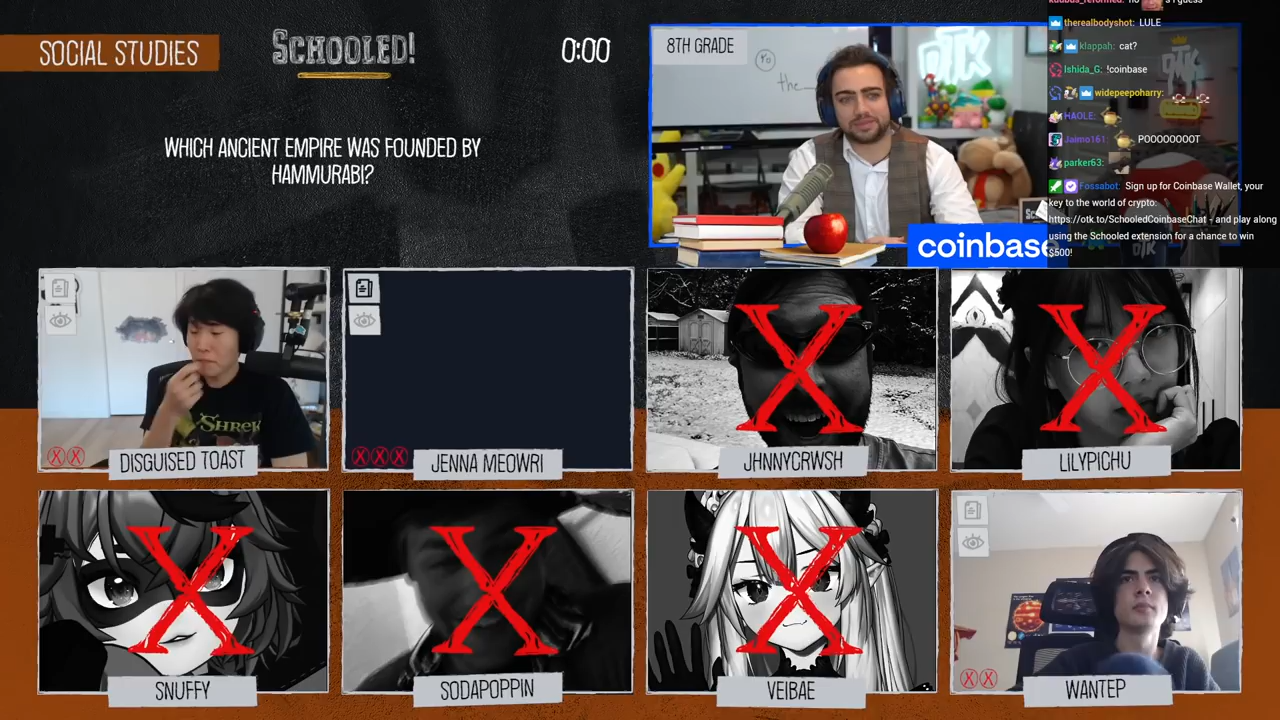 SOCIAL STUDIES
SCHOOLED!
0:00
WHICH ANCIENT EMPIRE WAS FOUNDED BY
HAMMURABI?
8TH GRADE
the
OTK
coinbase
therealbodyshot: LULE
klappah: cat?
Ishida_G: !coinbase
widepeepoharry:
HAOLE:
Jaimo161: POOOOOOOOT
parker63:
Fossabot: Sign up for Coinbase Wallet, your
key to the world of crypto:
https://otk.to/SchooledCoinbaseChat - and play along
using the Schooled extension for a chance to win
$500!
SHREK
X X
DISGUISED TOAST
X X X
JENNA MEOWRI
X
JHNNYCRWSH
X
LILYPICHU
X
SNUFFY
X
SODAPOPPIN
X
VEIBAE
X X
WANTEP